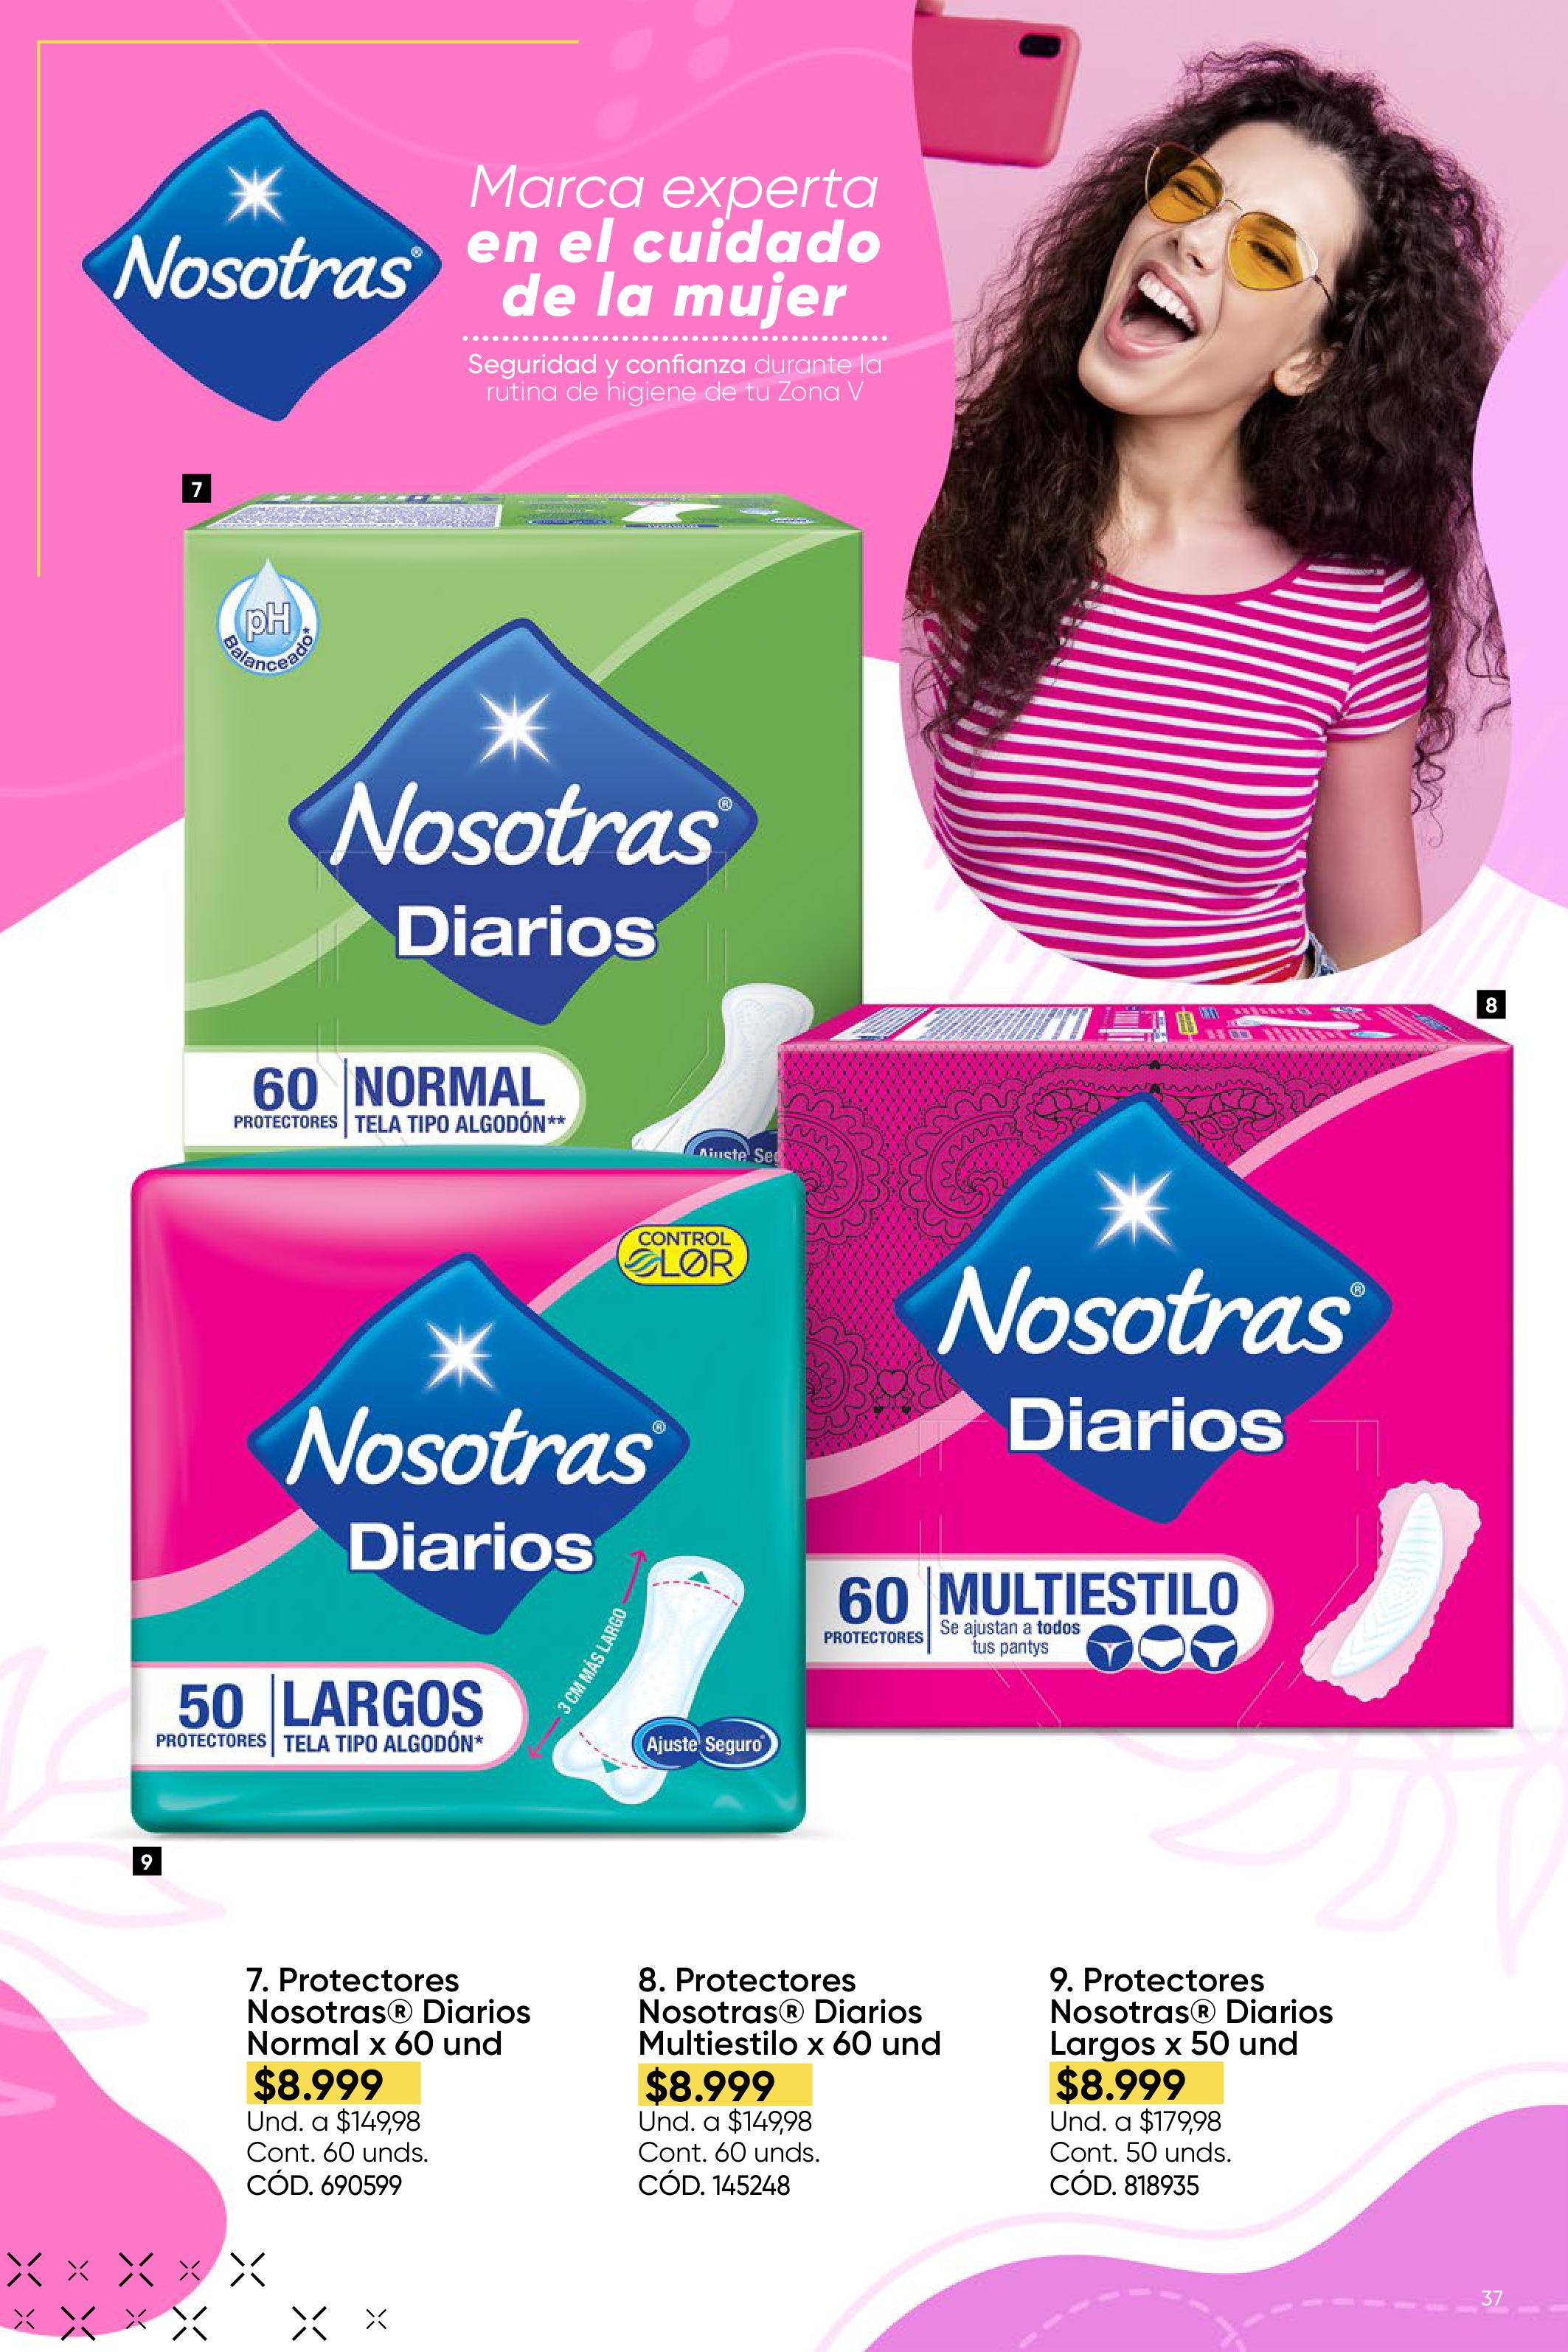 Nosotras®
Marca experta
en el cuidado
de la mujer
Seguridad y confianza durante la
rutina de higiene de tu Zona V
7
pH
Balanceado*
Nosotras®
Diarios
60
PROTECTORES
NORMAL
TELA TIPO ALGODÓN**
Ajuste Seg
8
Nosotras®
Diarios
60
PROTECTORES
MULTIESTILO
Se ajustan a todos
tus pantys
CONTROL
OLØR
Nosotras®
Diarios
3 CM MÁS LARGO
50
PROTECTORES
LARGOS
TELA TIPO ALGODÓN*
Ajuste Seguro®
9
7. Protectores
Nosotras® Diarios
Normal x 60 und
$8.999
Und. a $149,98
Cont. 60 unds.
CÓD. 690599
8. Protectores
Nosotras® Diarios
Multiestilo x 60 und
$8.999
Und. a $149,98
Cont. 60 unds.
CÓD. 145248
9. Protectores
Nosotras® Diarios
Largos x 50 und
$8.999
Und. a $179,98
Cont. 50 unds.
CÓD. 818935
37